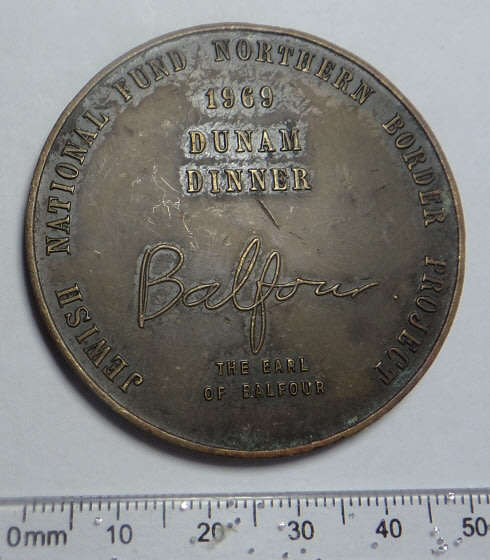 JEWISH NATIONAL FUND NORTHERN BORDER PROJECT
1969
DUNAM
DINNER
Balfour
THE EARL
OF BALFOUR
0mm 10 20 30 40 50